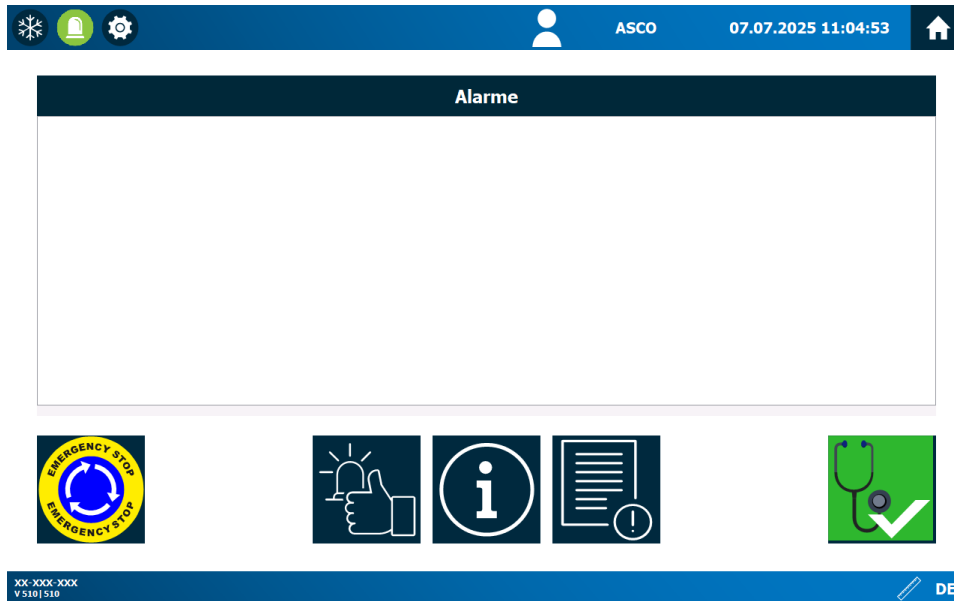 ASCO
07.07.2025 11:04:53
Alarme
EMERGENCY STOP
EMERGENCY STOP
i
XX-XXX-XXX
V 510|510
DE